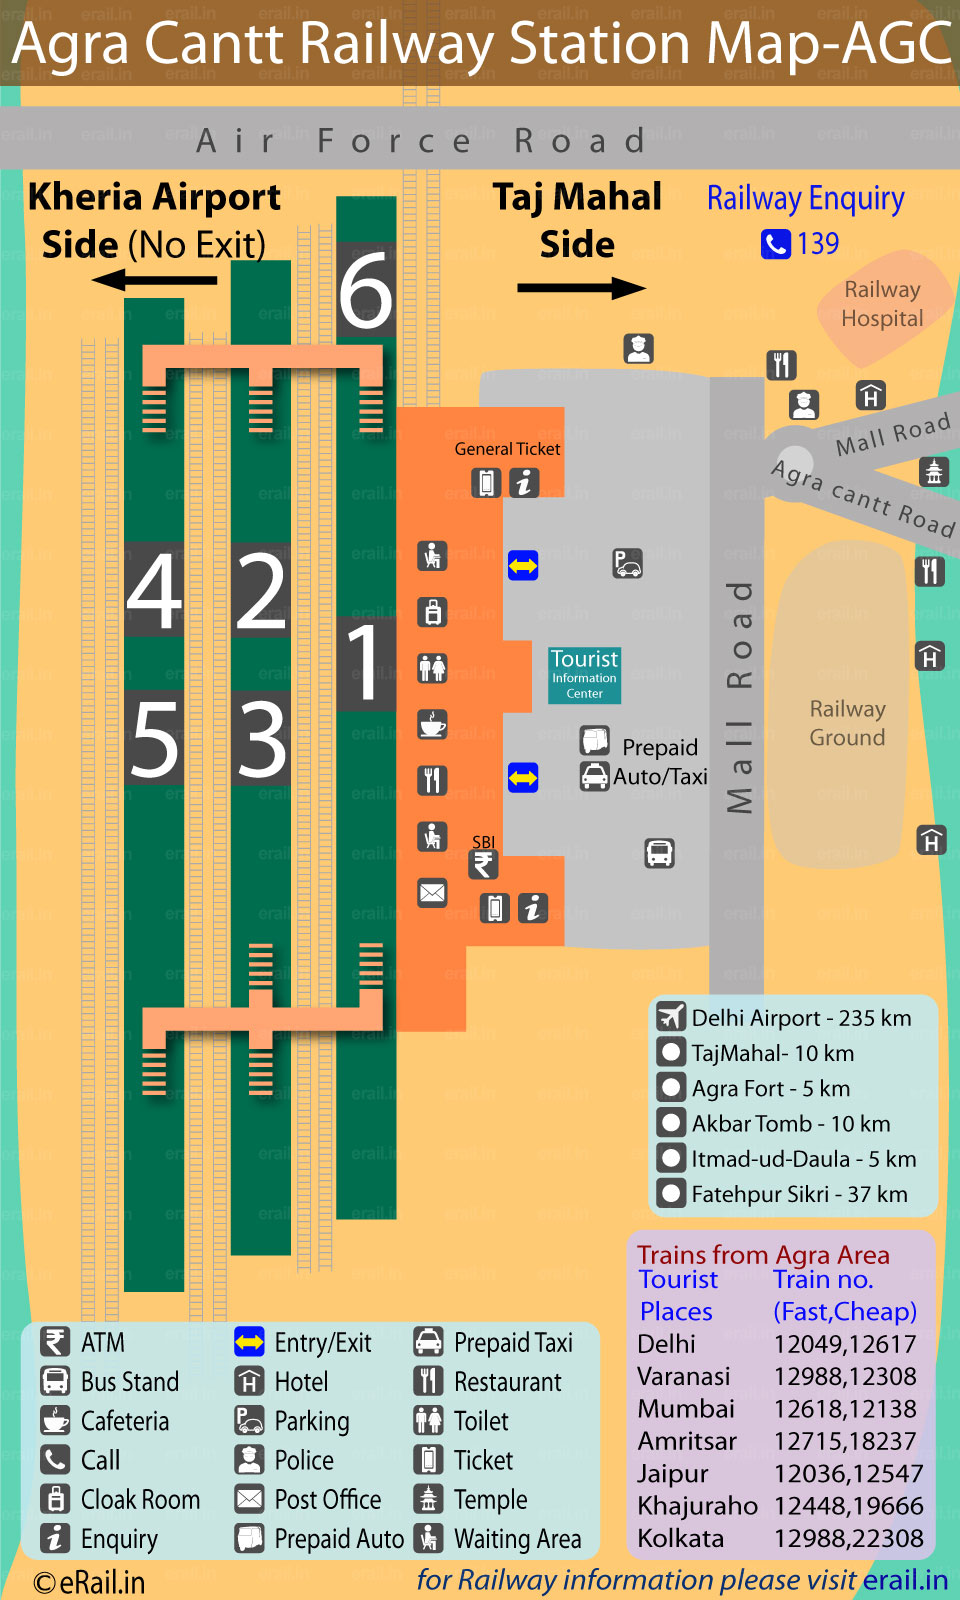 Agra Cantt Railway Station Map-AGC
Air Force Road
Kheria Airport
Side (No Exit)
Taj Mahal
Side
Railway Enquiry
139
Railway
Hospital
6
General Ticket
Mall Road
Agra cantt Road
4
2
1
5
3
Tourist
Information
Center
Prepaid
Auto/Taxi
Mall Road
Railway
Ground
SBI
Delhi Airport - 235 km
TajMahal- 10 km
Agra Fort - 5 km
Akbar Tomb - 10 km
Itmad-ud-Daula - 5 km
Fatehpur Sikri - 37 km
Trains from Agra Area
Tourist Train no.
Places (Fast,Cheap)
Delhi 12049,12617
Varanasi 12988,12308
Mumbai 12618,12138
Amritsar 12715,18237
Jaipur 12036,12547
Khajuraho 12448,19666
Kolkata 12988,22308
ATM Entry/Exit Prepaid Taxi
Bus Stand Hotel Restaurant
Cafeteria Parking Toilet
Call Police Ticket
Cloak Room Post Office Temple
Enquiry Prepaid Auto Waiting Area
© eRail.in
for Railway information please visit erail.in